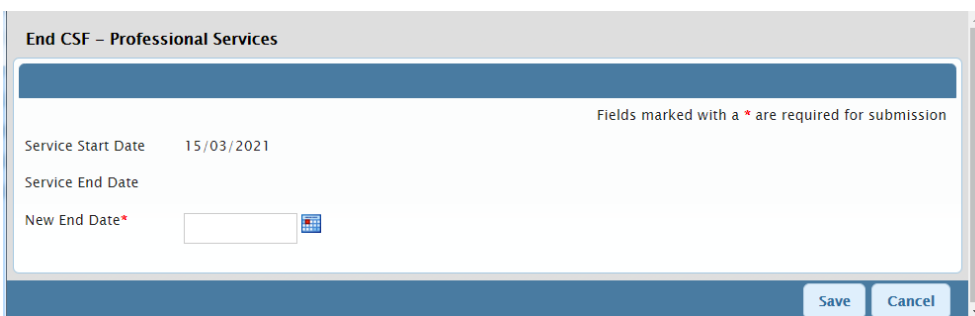 End CSF – Professional Services
Fields marked with a * are required for submission
Service Start Date 15/03/2021
Service End Date
New End Date*
Save Cancel